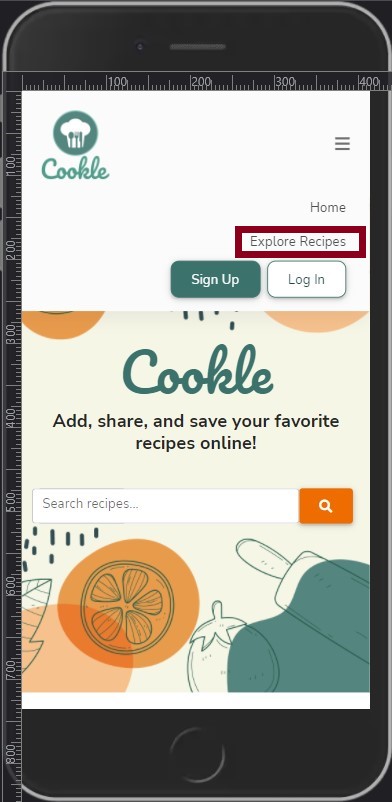 100 200 300 400
100
200
300
400
500
600
700
800
Cookle
Home
Explore Recipes
Sign Up Log In
Cookle
Add, share, and save your favorite
recipes online!
Search recipes...